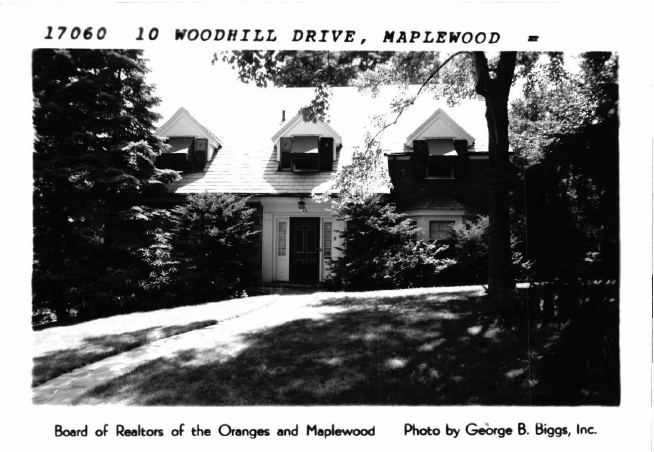 17060 10 WOODHILL DRIVE, MAPLEWOOD =
Board of Realtors of the Oranges and Maplewood Photo by George B. Biggs, Inc.